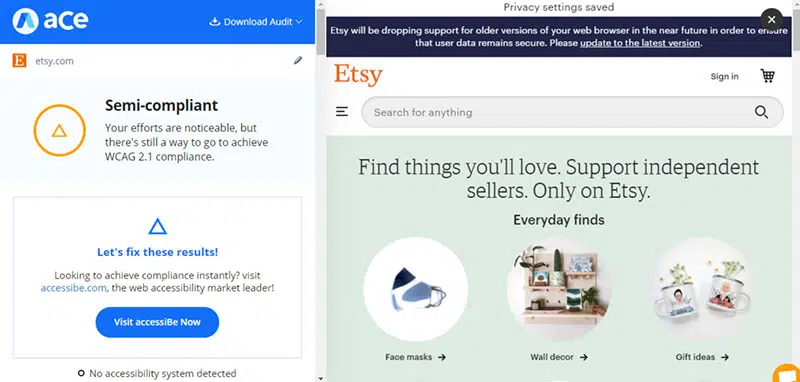 ace
Download Audit
etsy.com
Semi-compliant
Your efforts are noticeable, but
there's still a way to go to achieve
WCAG 2.1 compliance.
Let's fix these results!
Looking to achieve compliance instantly? visit
accessibe.com, the web accessibility market leader!
Visit accessiBe Now
No accessibility system detected
Privacy settings saved
Etsy will be dropping support for older versions of your web browser in the near future in order to ensure
that user data remains secure. Please update to the latest version.
Etsy
Sign in
Search for anything
Find things you'll love. Support independent
sellers. Only on Etsy.
Everyday finds
Face masks
Wall decor
Gift ideas